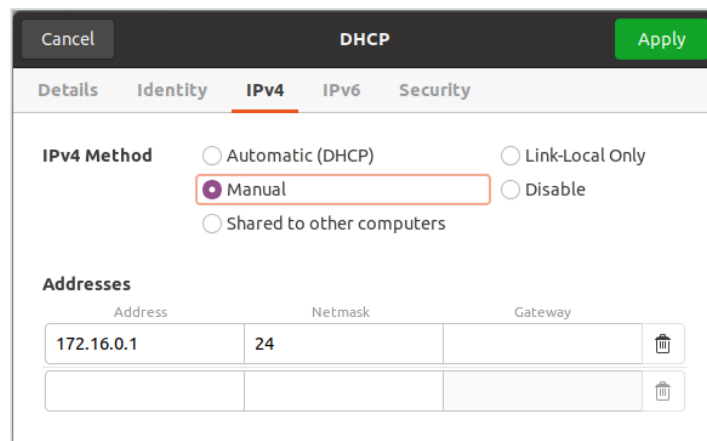 Cancel DHCP Apply
Details Identity IPv4 IPv6 Security
IPv4 Method Automatic (DHCP) Link-Local Only
Manual Disable
Shared to other computers
Addresses
Address Netmask Gateway
172.16.0.1 24